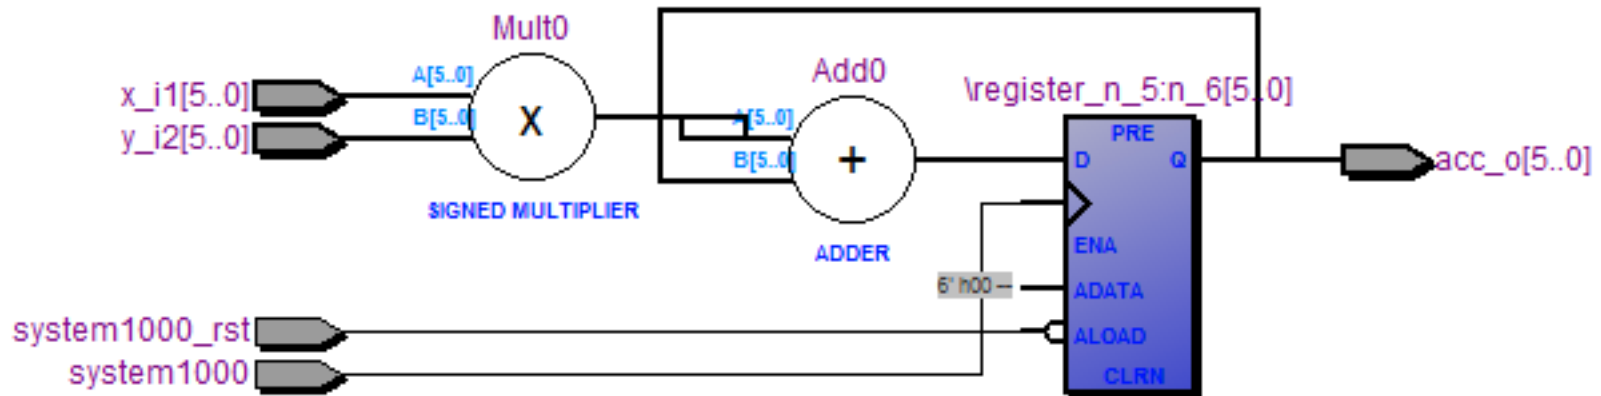 Mult0
x_i1[5..0]
A[5..0]
y_i2[5..0]
B[5..0]
X
SIGNED MULTIPLIER
Add0
A[5..0]
B[5..0]
+
ADDER
\register_n_5:n_6[5..0]
PRE
D
Q
ENA
6' h00 --
ADATA
ALOAD
CLRN
acc_o[5..0]
system1000_rst
system1000